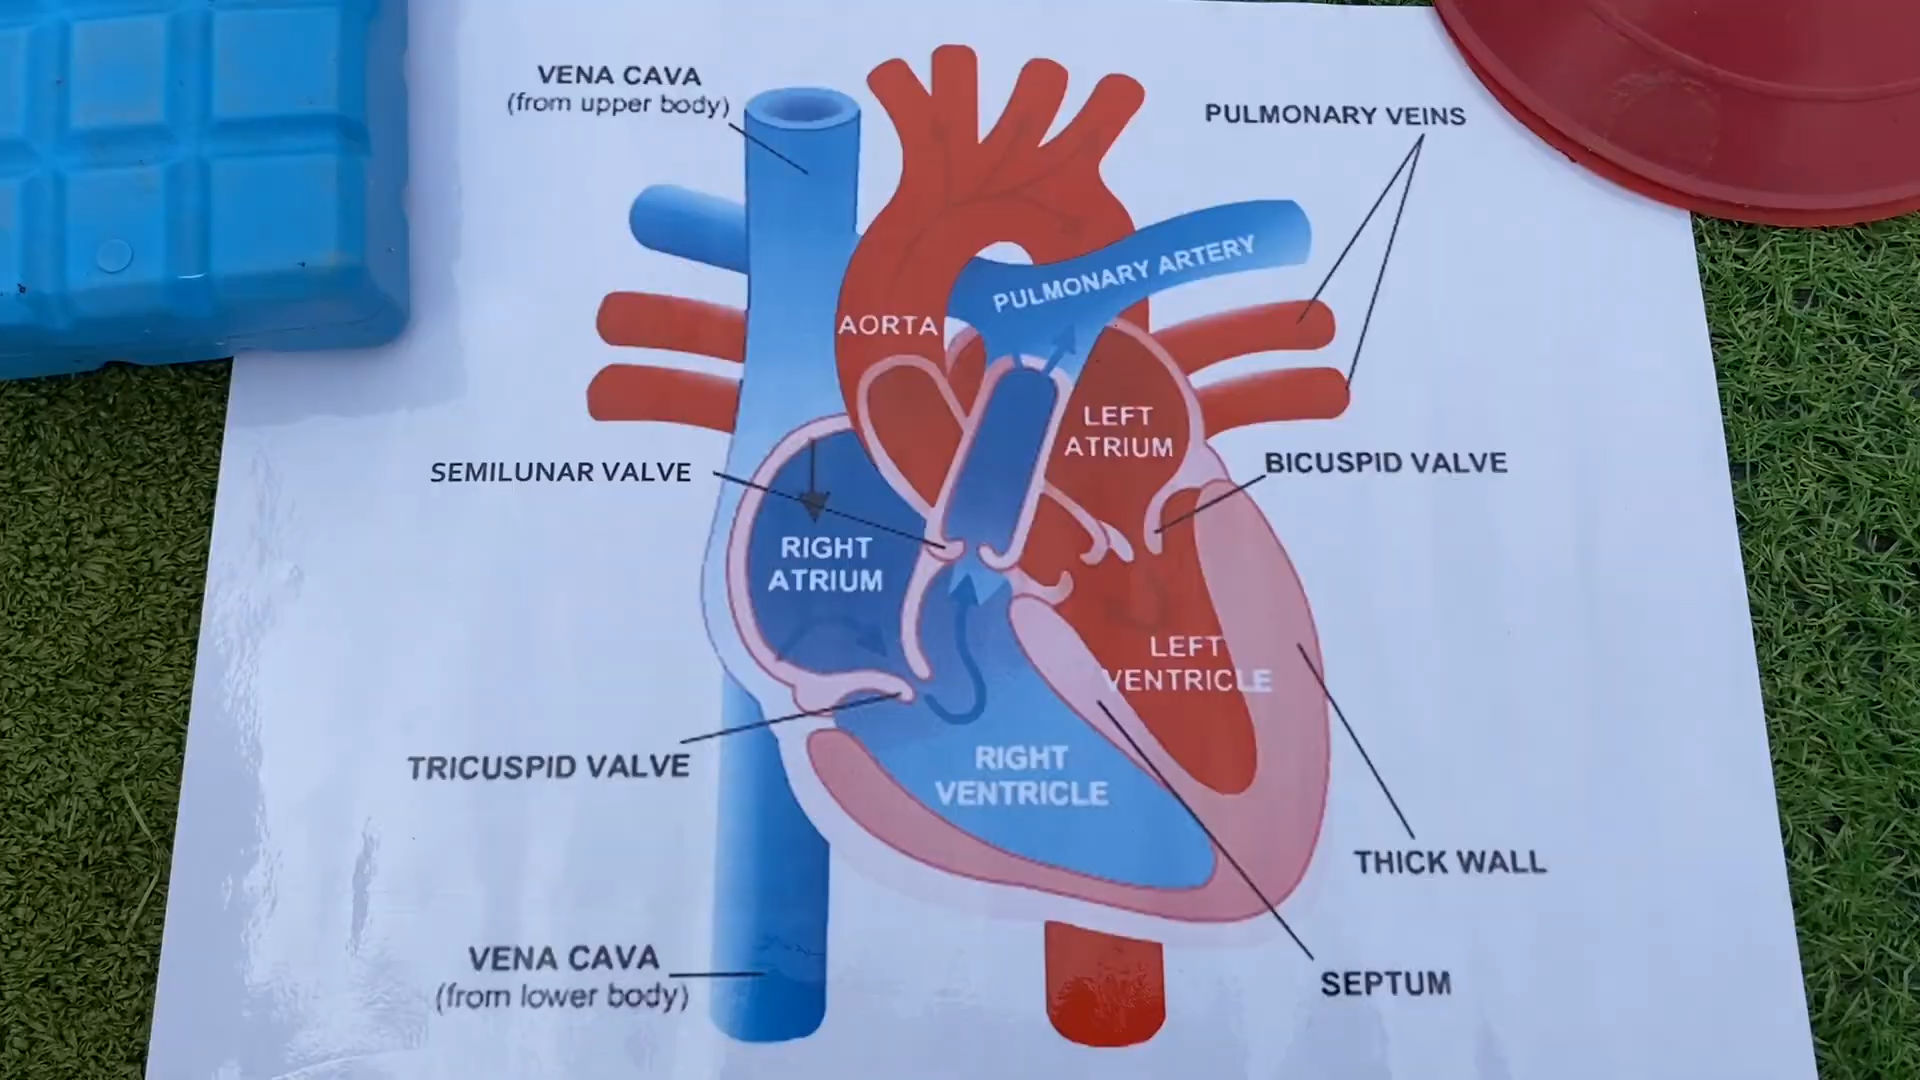 VENA CAVA
(from upper body)
PULMONARY VEINS
PULMONARY ARTERY
AORTA
LEFT
ATRIUM
SEMILUNAR VALVE
BICUSPID VALVE
RIGHT
ATRIUM
LEFT
VENTRICLE
TRICUSPID VALVE
RIGHT
VENTRICLE
THICK WALL
VENA CAVA
(from lower body)
SEPTUM